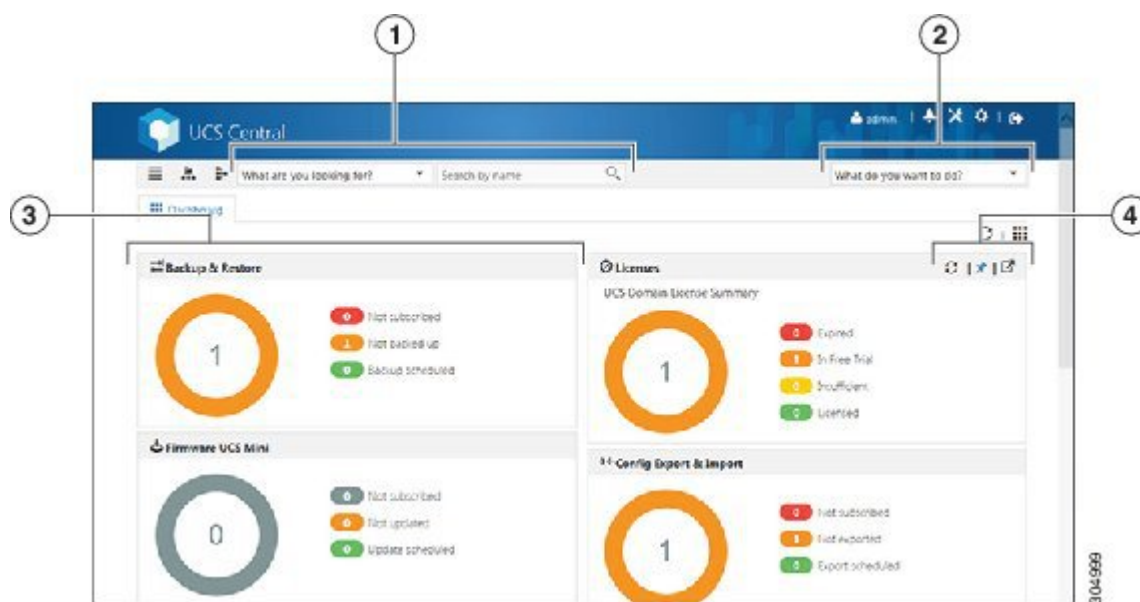 1
2
UCS Central
admin
What are you looking for?
Search by name
What do you want to do?
3
Dashboard
4
Backup & Restore
1
0 Not subscribed
1 Not backed up
0 Backup scheduled
Licenses
UCS Domain License Summary
1
0 Expired
1 In Free Trial
0 Insufficient
0 Licensed
Firmware UCS Mini
0
0 Not subscribed
0 Not updated
0 Update scheduled
Config Export & Import
1
0 Not subscribed
1 Not exported
0 Export scheduled
304999